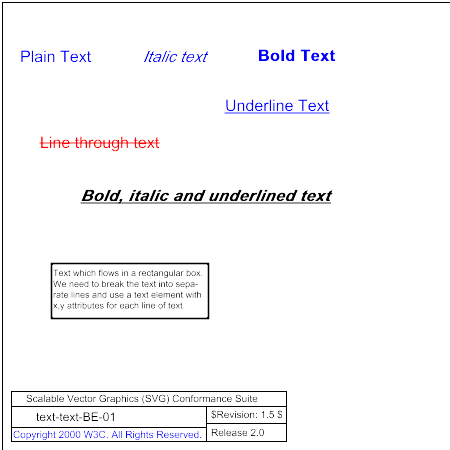 Plain Text
Italic text
Bold Text
Underline Text
Line through text
Bold, italic and underlined text
Text which flows in a rectangular box.
We need to break the text into sepa-
rate lines and use a text element with
x,y attributes for each line of text
Scalable Vector Graphics (SVG) Conformance Suite
text-text-BE-01
$Revision: 1.5 $
Copyright 2000 W3C. All Rights Reserved.
Release 2.0